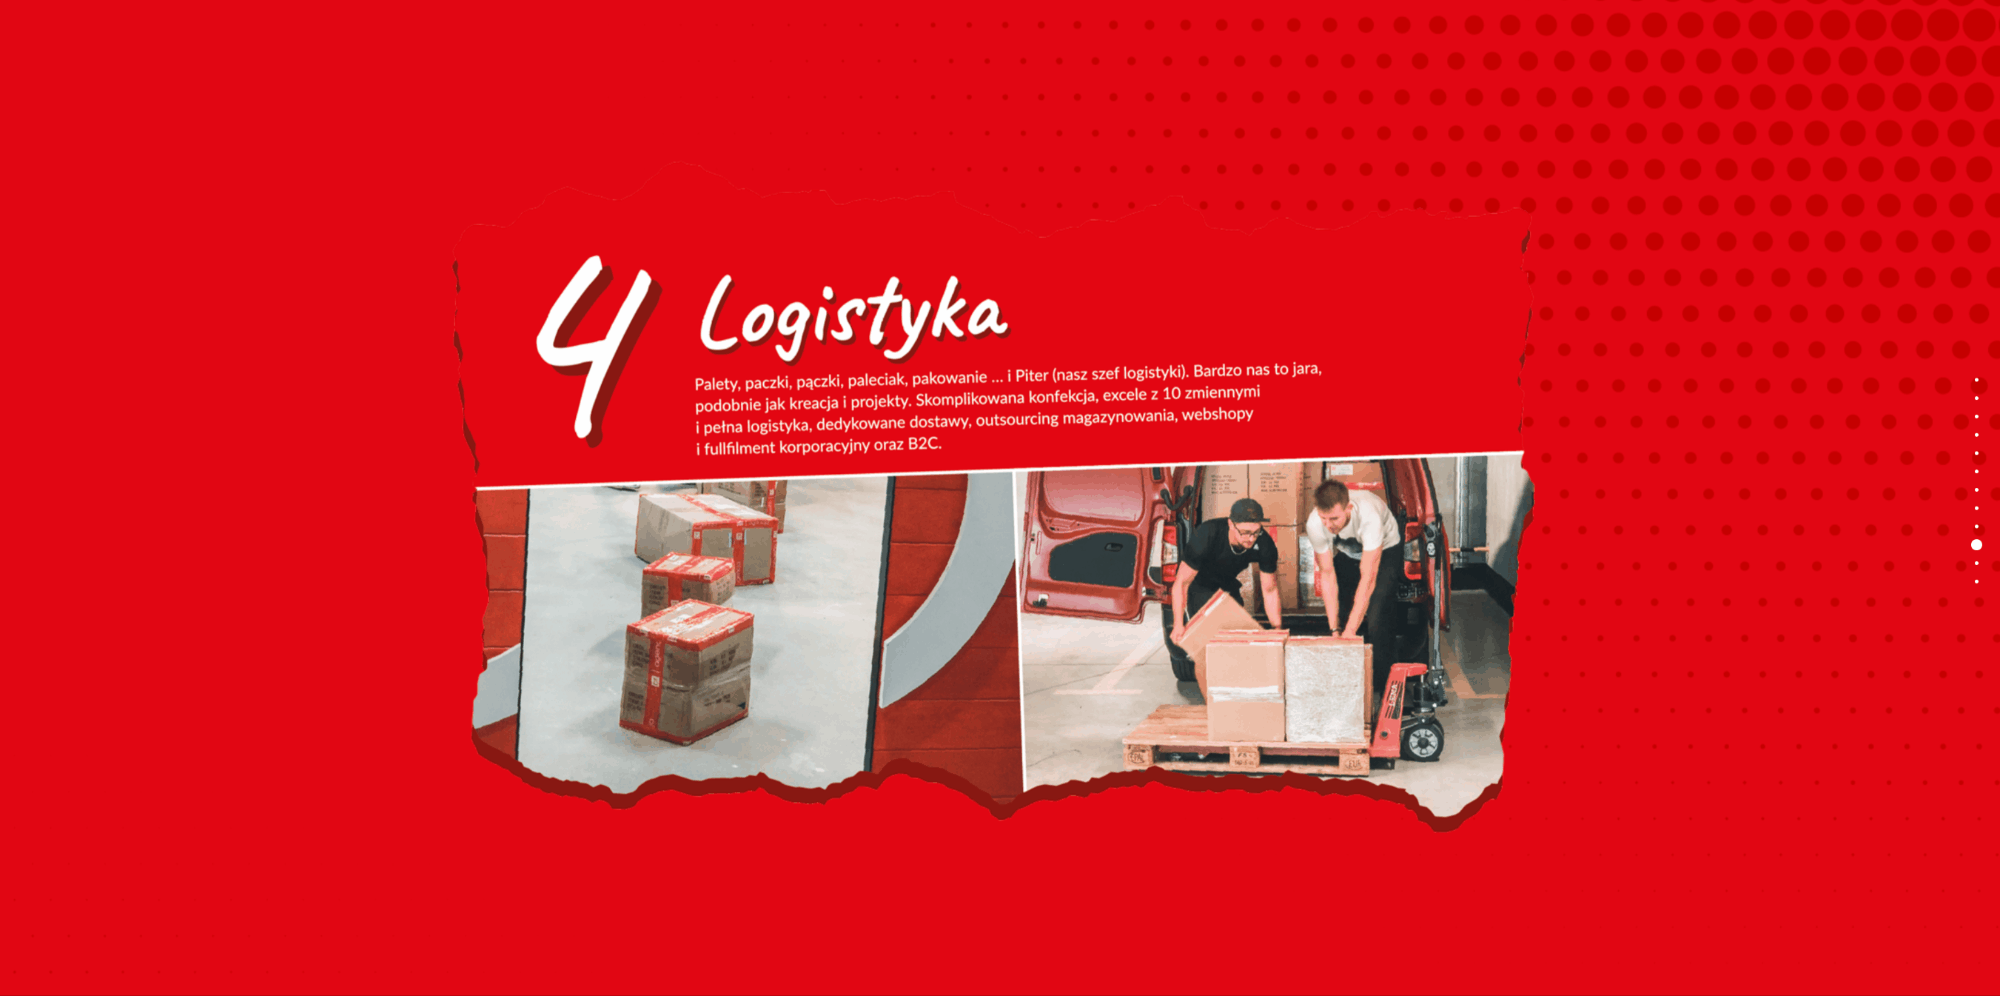 4
Logistyka
Palety, paczki, pączki, paleciak, pakowanie ... i Piter (nasz szef logistyki). Bardzo nas to jara,
podobnie jak kreacja i projekty. Skomplikowana konfekcja, excele z 10 zmiennymi
i pełna logistyka, dedykowane dostawy, outsourcing magazynowania, webshopy
i fullfilment korporacyjny oraz B2C.